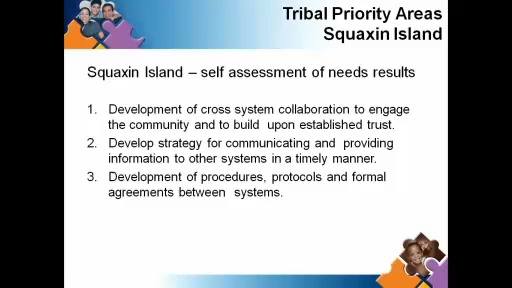 Tribal Priority Areas
Squaxin Island
Squaxin Island – self assessment of needs results
1. Development of cross system collaboration to engage
the community and to build upon established trust.
2. Develop strategy for communicating and providing
information to other systems in a timely manner.
3. Development of procedures, protocols and formal
agreements between systems.